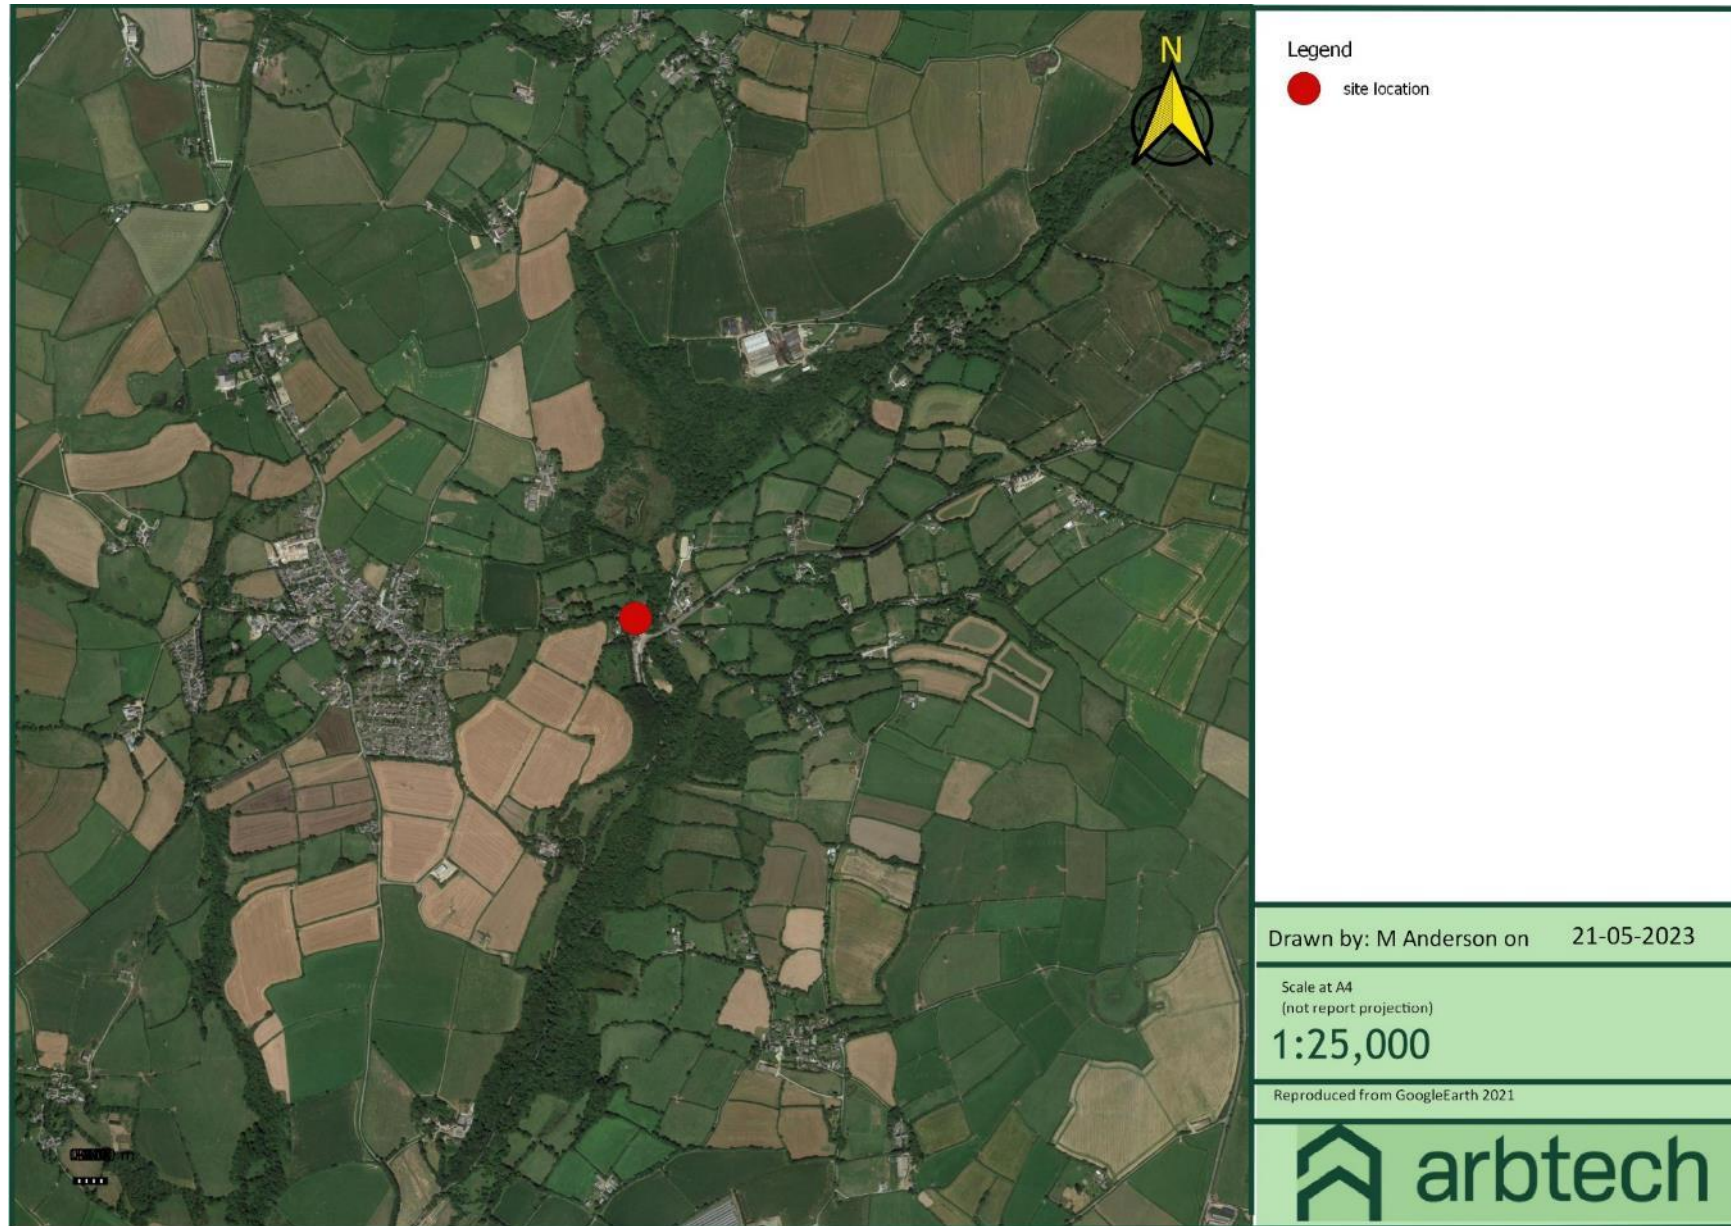 N
Legend
site location
Drawn by: M Anderson on 21-05-2023
Scale at A4
(not report projection)
1:25,000
Reproduced from GoogleEarth 2021
arbtech